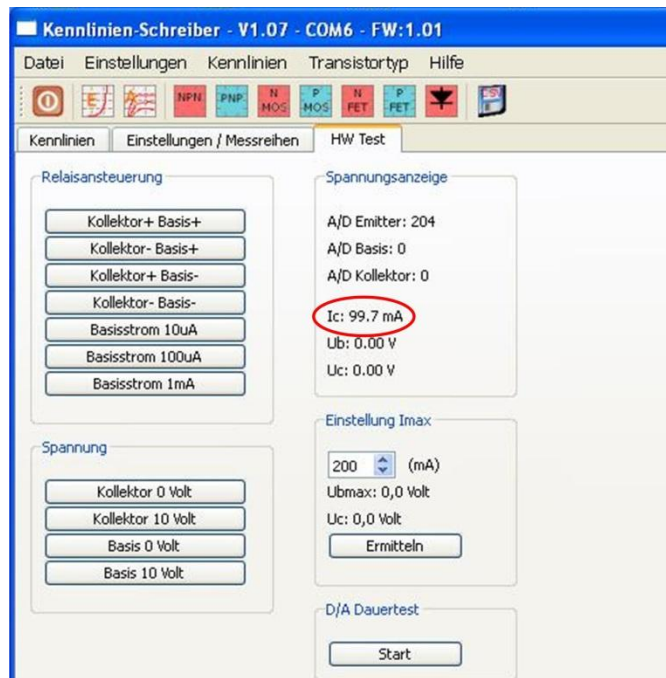 Kennlinien-Schreiber - V1.07 - COM6 - FW:1.01
Datei Einstellungen Kennlinien Transistortyp Hilfe
E NPN PNP N MOS P MOS N FET P FET CSV
Kennlinien Einstellungen / Messreihen HW Test
Relaisansteuerung
Kollektor+ Basis+
Kollektor- Basis+
Kollektor+ Basis-
Kollektor- Basis-
Basisstrom 10uA
Basisstrom 100uA
Basisstrom 1mA
Spannung
Kollektor 0 Volt
Kollektor 10 Volt
Basis 0 Volt
Basis 10 Volt
Spannungsanzeige
A/D Emitter: 204
A/D Basis: 0
A/D Kollektor: 0
Ic: 99.7 mA
Ub: 0.00 V
Uc: 0.00 V
Einstellung Imax
200 (mA)
Ubmax: 0,0 Volt
Uc: 0,0 Volt
Ermitteln
D/A Dauertest
Start